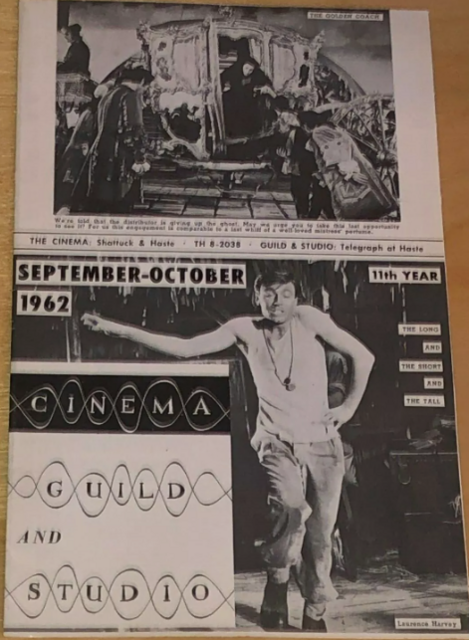 THE GOLDEN COACH
We're told that the distributor is giving up the ghost. May we urge you to take this last opportunity
to see it? For us this engagement is comparable to a last whiff of a well-loved mistress' perfume.
THE CINEMA: Shattuck & Haste · TH 8-2038 · GUILD & STUDIO: Telegraph at Haste
SEPTEMBER-OCTOBER
1962
11th YEAR
THE LONG
AND
THE SHORT
AND
THE TALL
CINEMA
GUILD
AND
STUDIO
Laurence Harvey